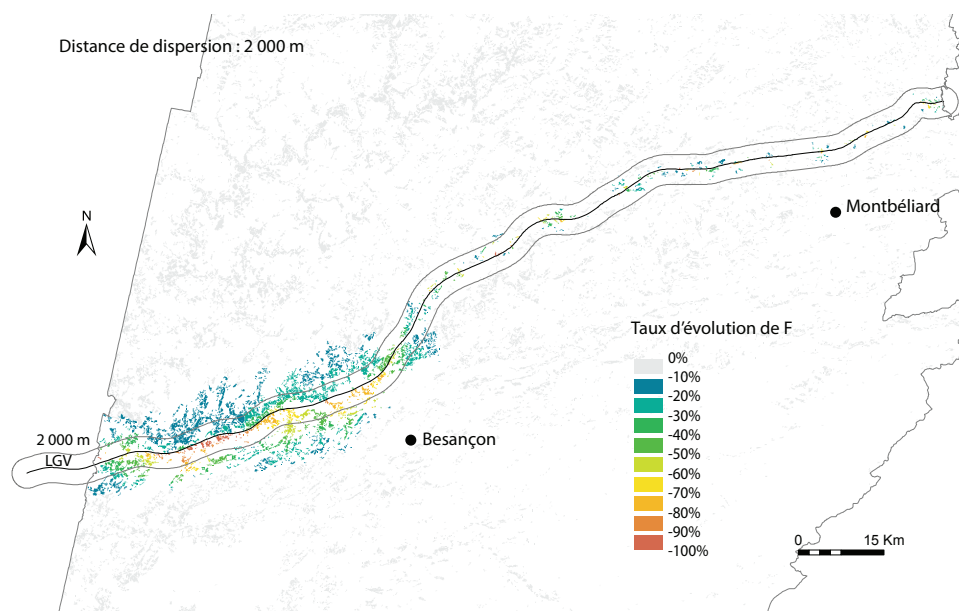 Distance de dispersion : 2 000 m
N
Montbéliard
Taux d'évolution de F
0%
-10%
-20%
-30%
-40%
-50%
-60%
-70%
-80%
-90%
-100%
2 000 m
LGV
Besançon
0 15 Km